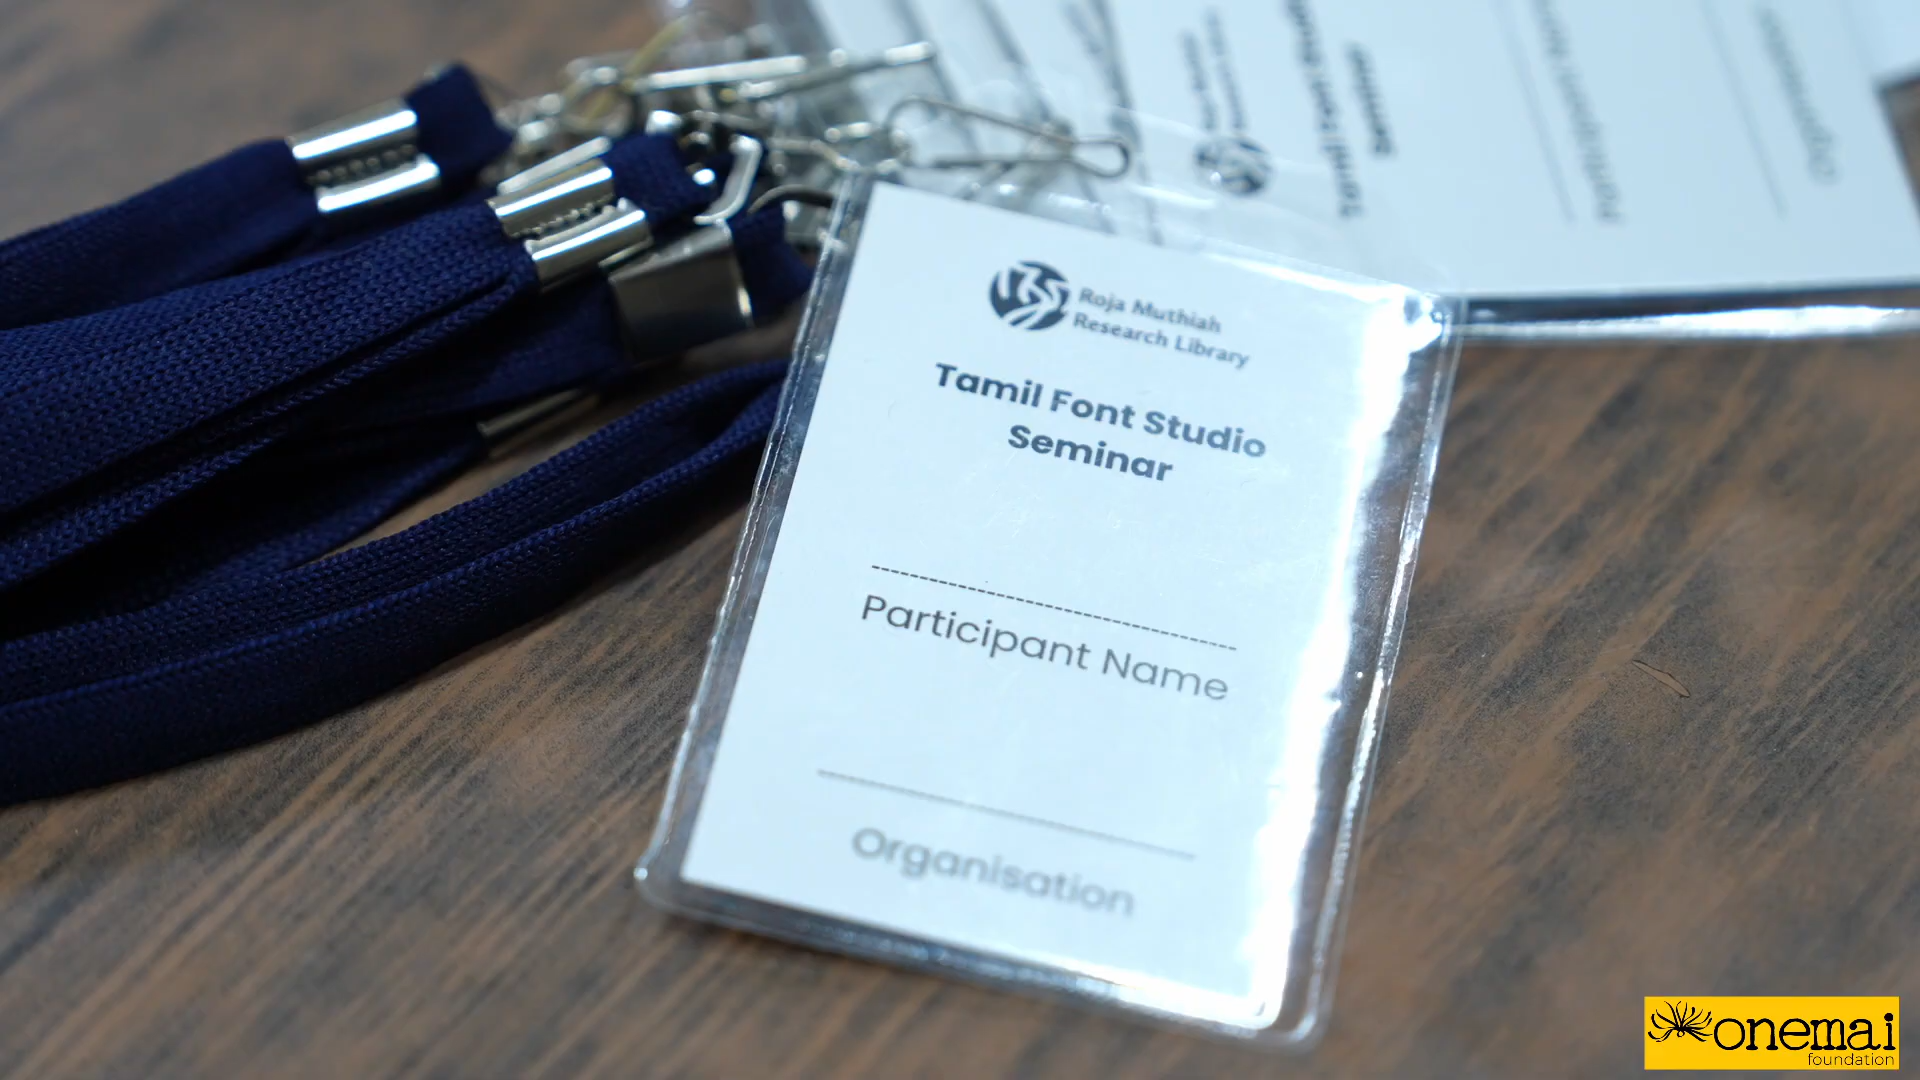 Roja Muthiah
Research Library
Tamil Font Studio
Seminar
Participant Name
Organisation
onemai
foundation